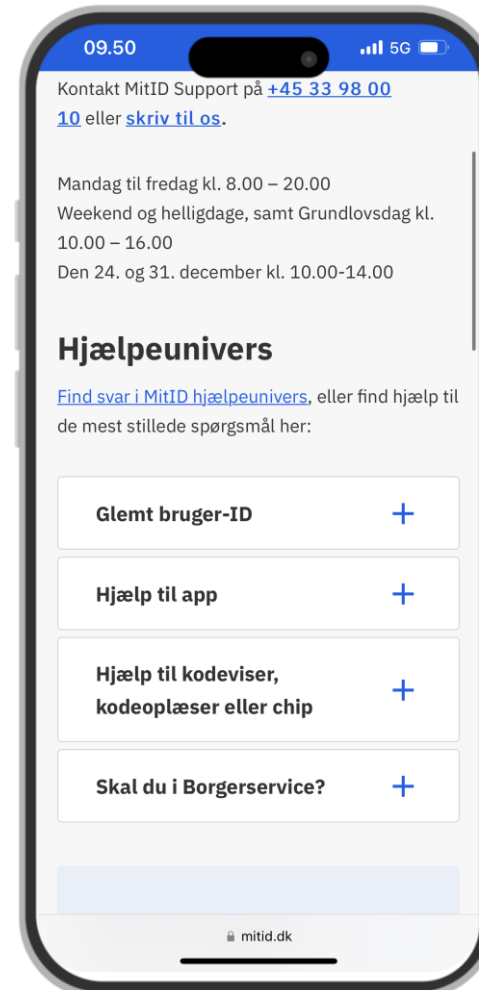 09.50
5G
Kontakt MitID Support på +45 33 98 00
10 eller skriv til os.
Mandag til fredag kl. 8.00 – 20.00
Weekend og helligdage, samt Grundlovsdag kl.
10.00 – 16.00
Den 24. og 31. december kl. 10.00-14.00
Hjælpeunivers
Find svar i MitID hjælpeunivers, eller find hjælp til
de mest stillede spørgsmål her:
Glemt bruger-ID
Hjælp til app
Hjælp til kodeviser,
kodeoplæser eller chip
Skal du i Borgerservice?
mitid.dk